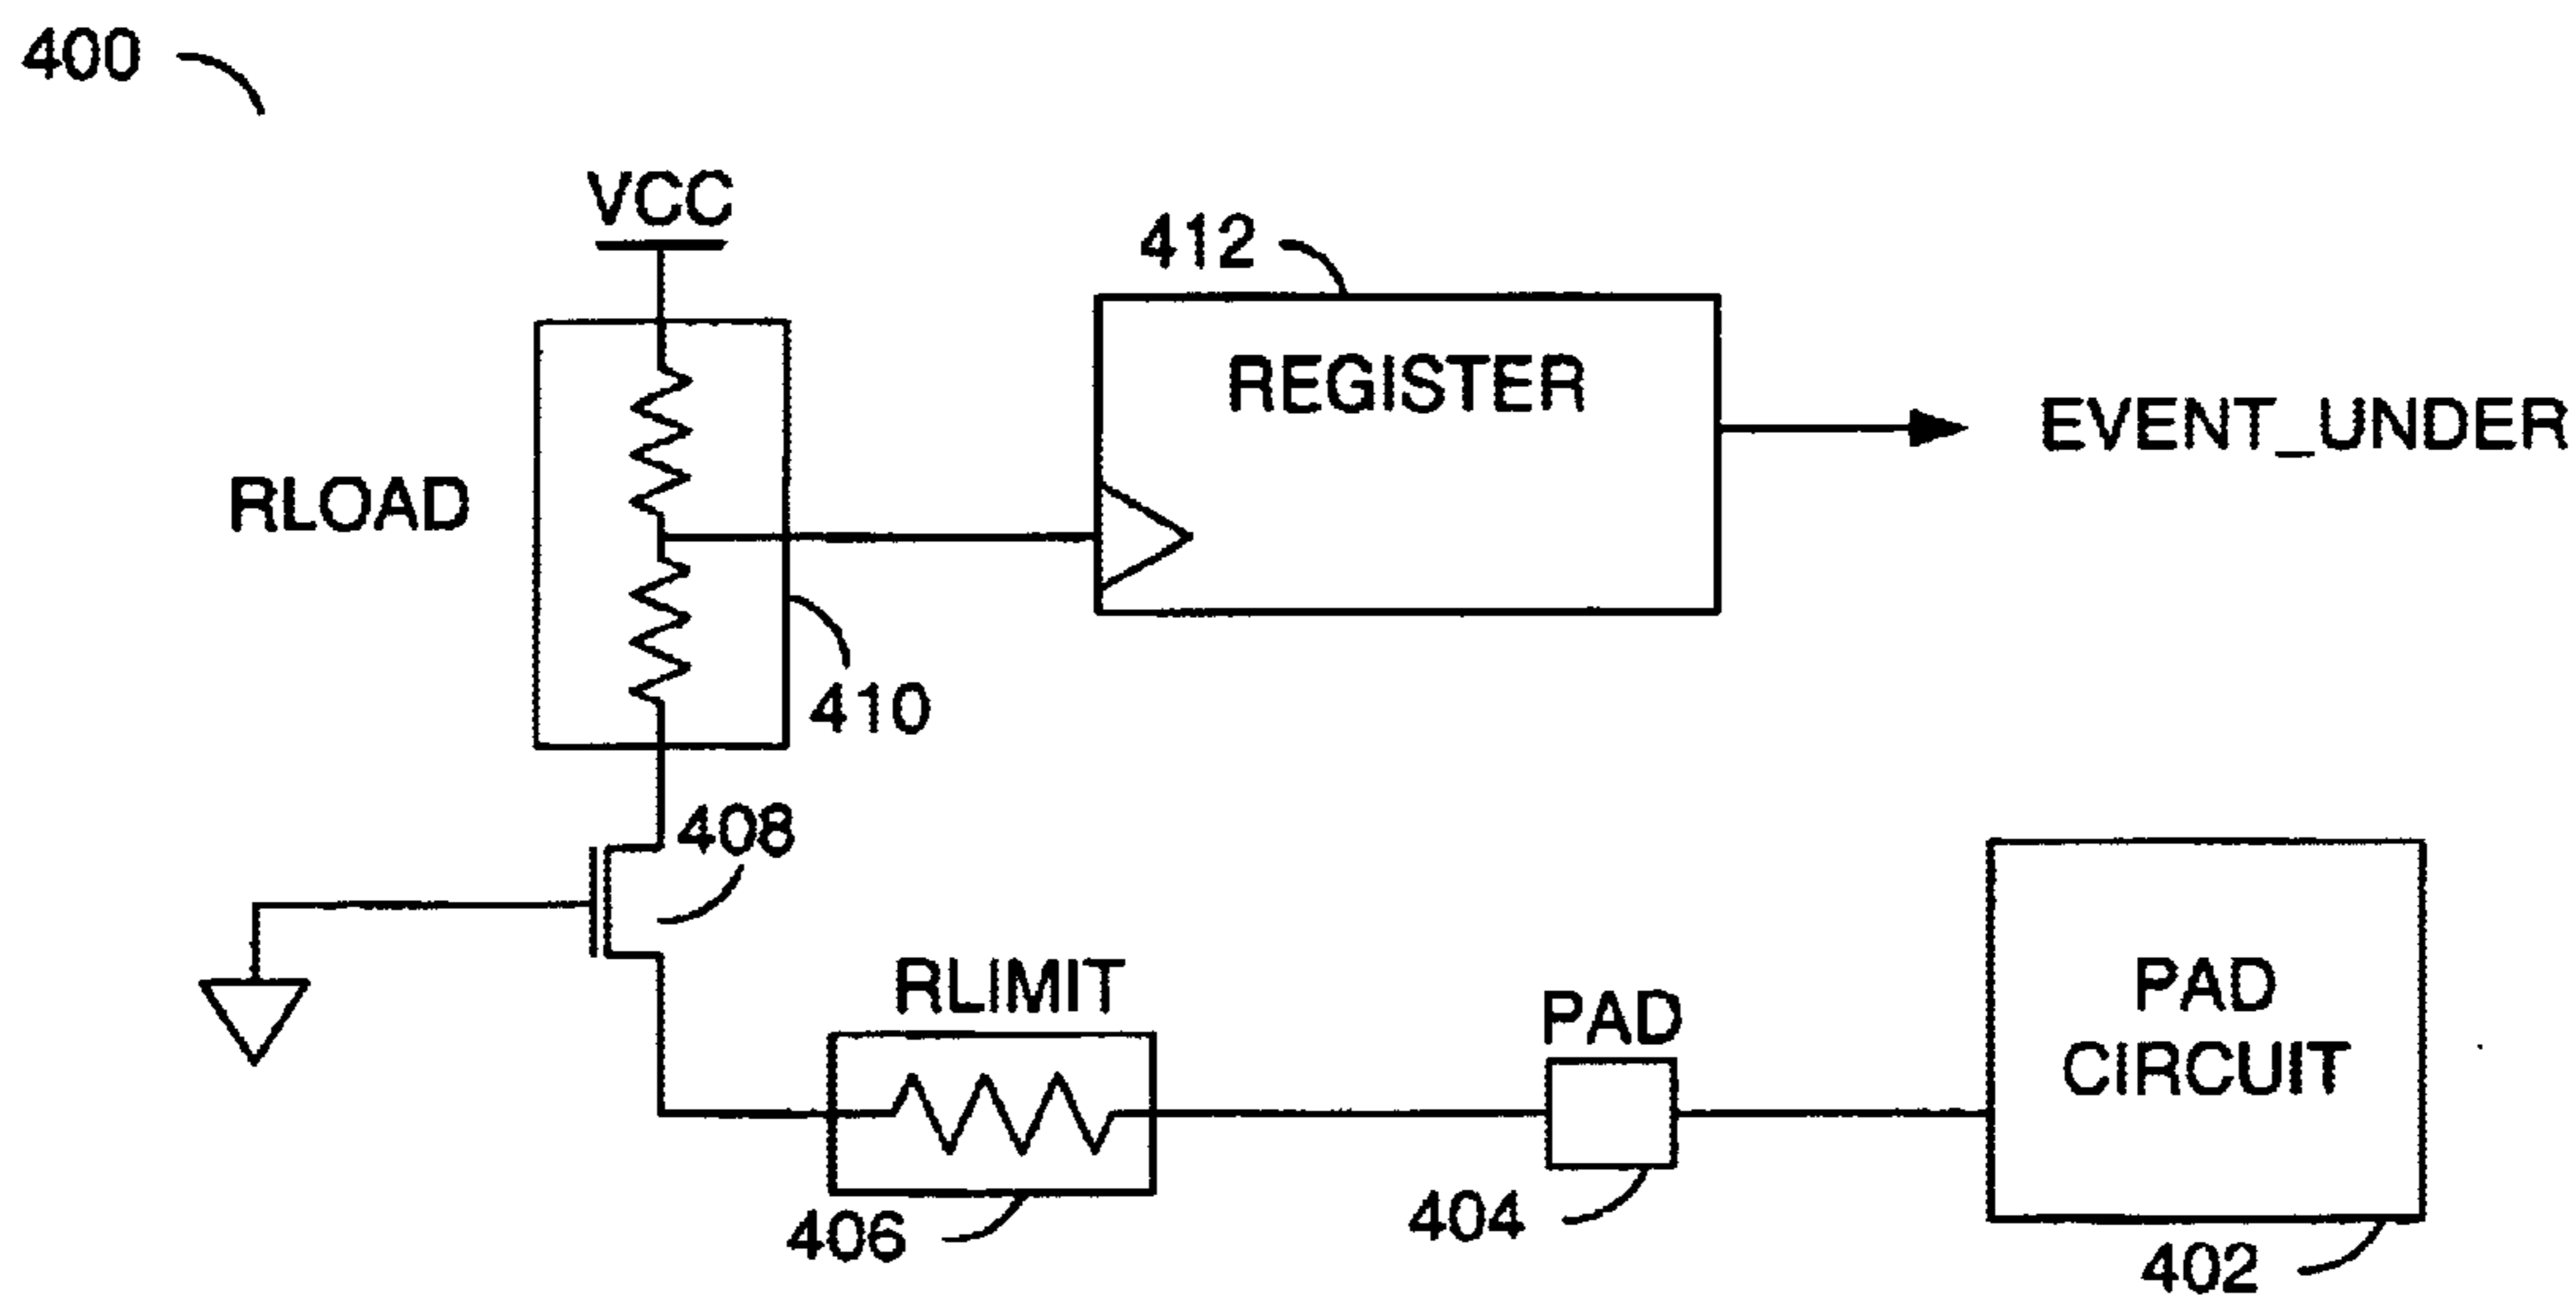 400
VCC
412
REGISTER
EVENT_UNDER
RLOAD
410
408
RLIMIT
PAD
PAD
CIRCUIT
406
404
402